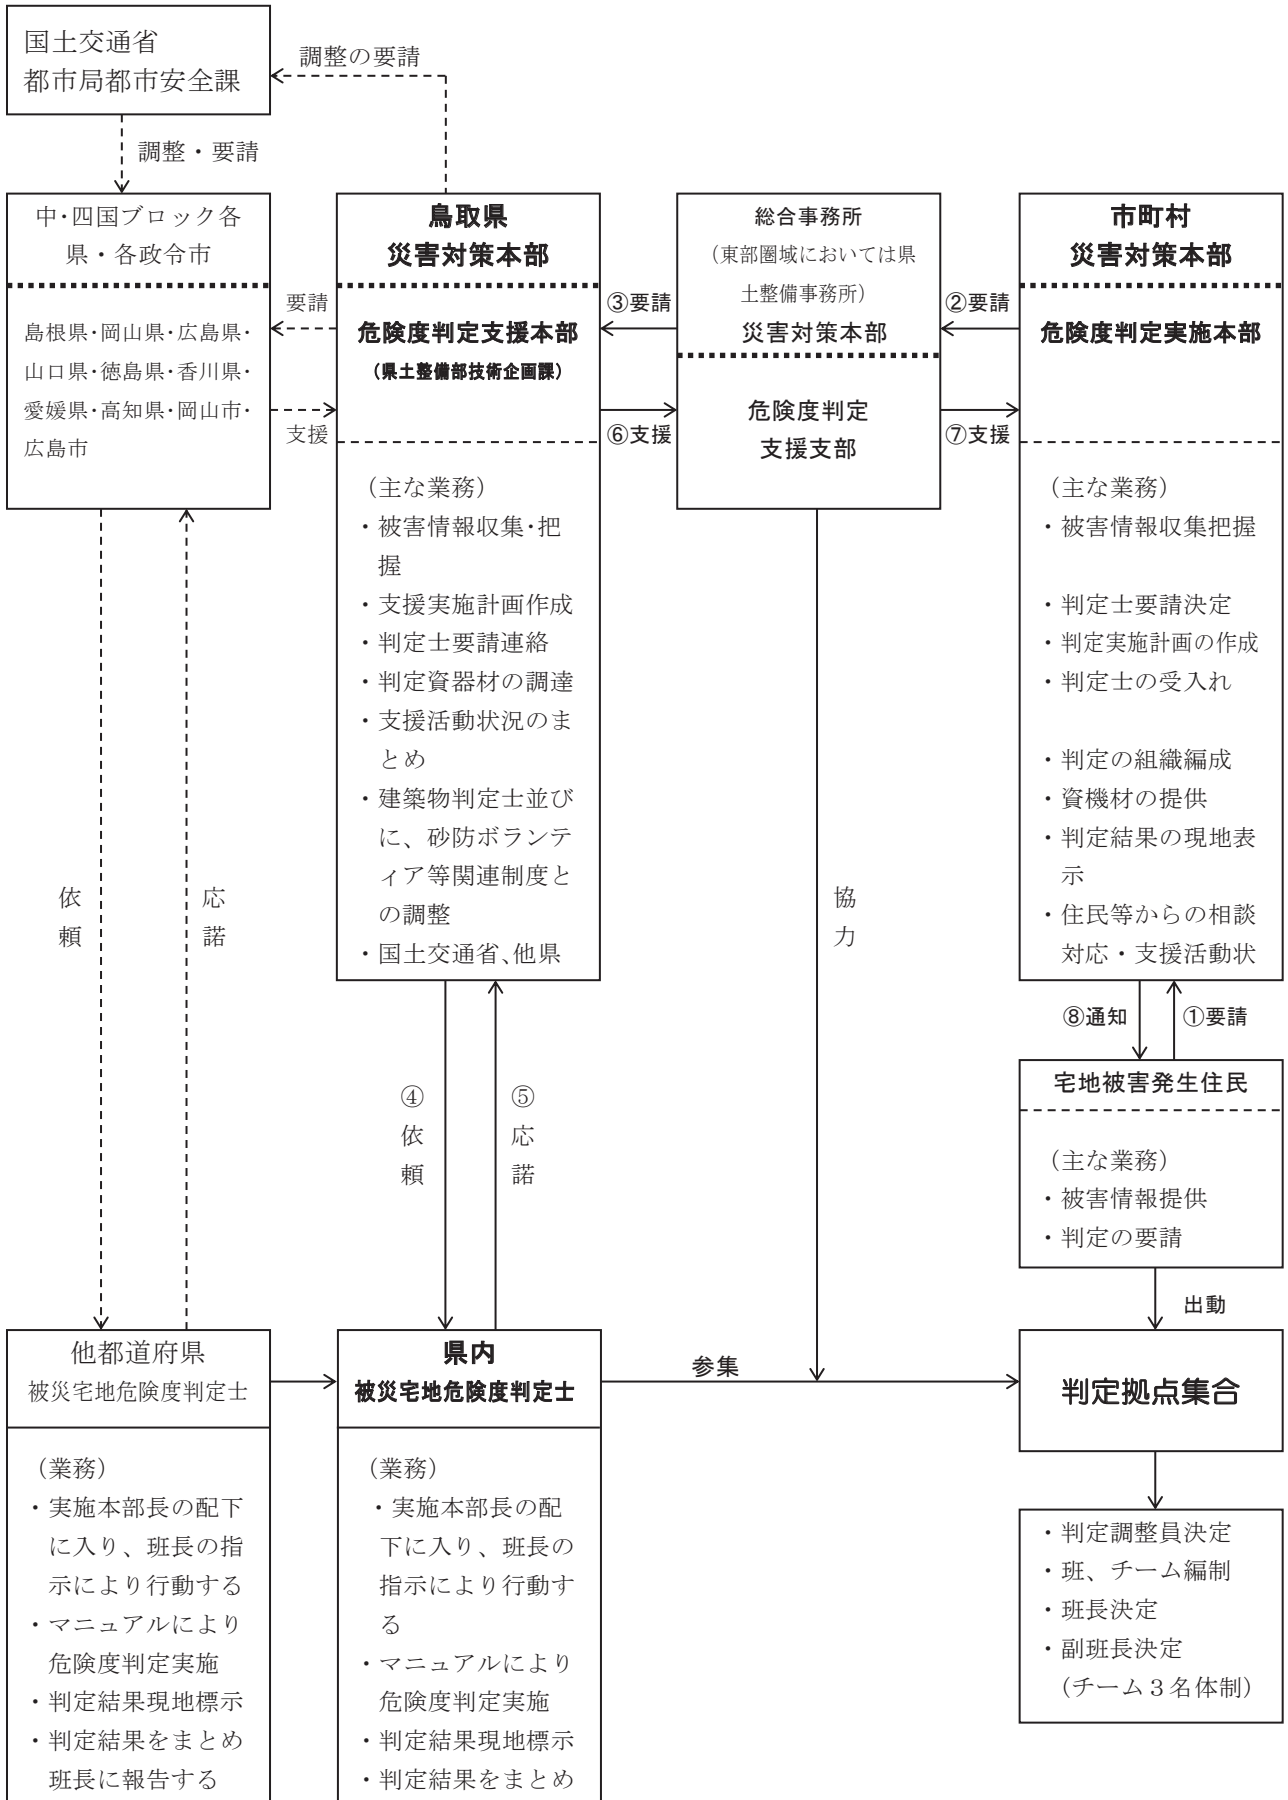 国土交通省
都市局都市安全課
調整の要請
調整・要請
中・四国ブロック各
県・各政令市
島根県・岡山県・広島県・
山口県・徳島県・香川県・
愛媛県・高知県・岡山市・
広島市
要請
支援
鳥取県
災害対策本部
危険度判定支援本部
（県土整備部技術企画課）
（主な業務）
・被害情報収集・把
握
・支援実施計画作成
・判定士要請連絡
・判定資器材の調達
・支援活動状況のま
とめ
・建築物判定士並び
に、砂防ボランテ
ィア等関連制度と
の調整
・国土交通省、他県
③要請
⑥支援
総合事務所
（東部圏域においては県
土整備事務所）
災害対策本部
危険度判定
支援支部
②要請
⑦支援
市町村
災害対策本部
危険度判定実施本部
（主な業務）
・被害情報収集把握
・判定士要請決定
・判定実施計画の作成
・判定士の受入れ
・判定の組織編成
・資機材の提供
・判定結果の現地表
示
・住民等からの相談
対応・支援活動状
依頼
応諾
④依頼
⑤応諾
協力
⑧通知
①要請
宅地被害発生住民
（主な業務）
・被害情報提供
・判定の要請
出動
他都道府県
被災宅地危険度判定士
（業務）
・実施本部長の配下
に入り、班長の指
示により行動する
・マニュアルにより
危険度判定実施
・判定結果現地標示
・判定結果をまとめ
班長に報告する
県内
被災宅地危険度判定士
（業務）
・実施本部長の配
下に入り、班長の
指示により行動す
る
・マニュアルにより
危険度判定実施
・判定結果現地標示
・判定結果をまとめ
参集
判定拠点集合
・判定調整員決定
・班、チーム編制
・班長決定
・副班長決定
（チーム３名体制）